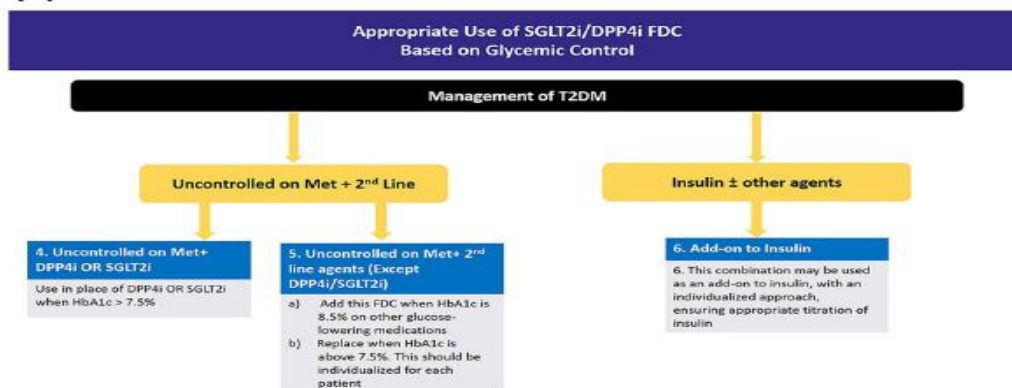 Appropriate Use of SGLT2i/DPP4i FDC
Based on Glycemic Control
Management of T2DM
Uncontrolled on Met + 2nd Line
Insulin ± other agents
4. Uncontrolled on Met+
DPP4i OR SGLT2i
Use in place of DPP4i OR SGLT2i
when HbA1c > 7.5%
5. Uncontrolled on Met+ 2nd
line agents (Except
DPP4i/SGLT2i)
a) Add this FDC when HbA1c is
8.5% on other glucose-
lowering medications
b) Replace when HbA1c is
above 7.5%. This should be
individualized for each
patient
6. Add-on to Insulin
6. This combination may be used
as an add-on to insulin, with an
individualized approach,
ensuring appropriate titration of
insulin